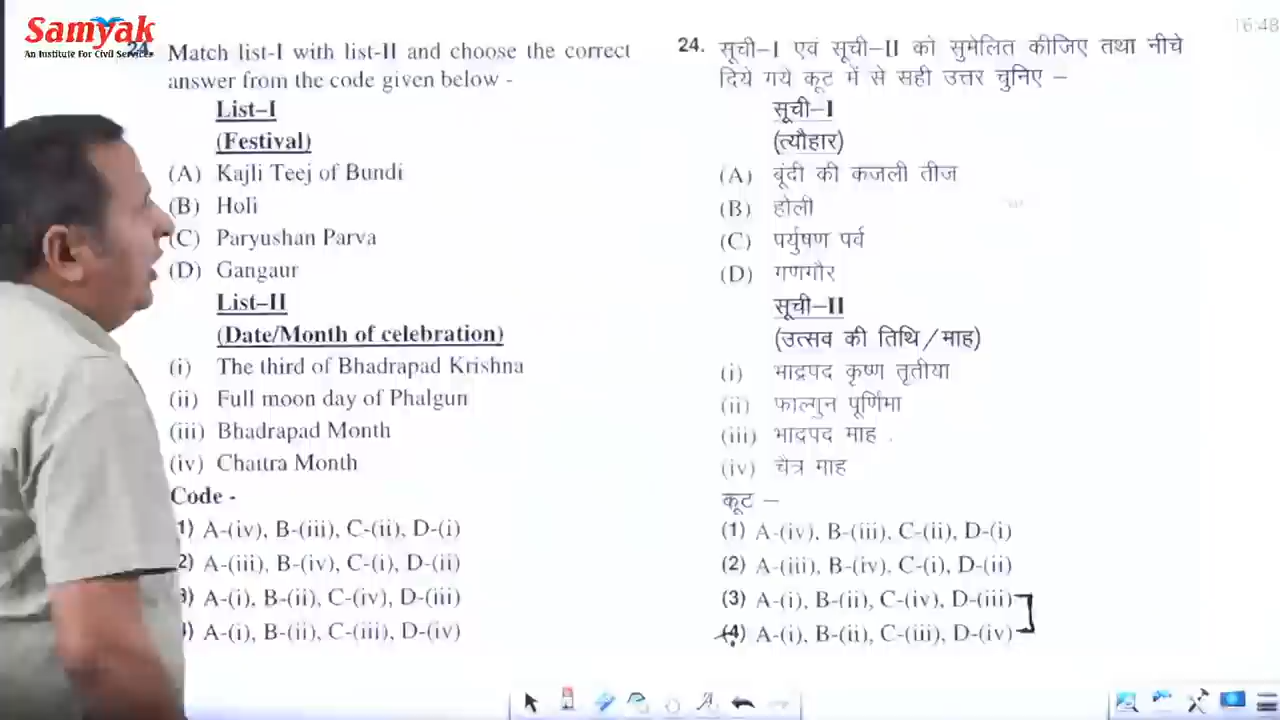 Samyak
An Institute For Civil Services
16:48
24. Match list-I with list-II and choose the correct
answer from the code given below -
List–I
(Festival)
(A) Kajli Teej of Bundi
(B) Holi
(C) Paryushan Parva
(D) Gangaur
List–II
(Date/Month of celebration)
(i) The third of Bhadrapad Krishna
(ii) Full moon day of Phalgun
(iii) Bhadrapad Month
(iv) Chaitra Month
Code -
1) A-(iv), B-(iii), C-(ii), D-(i)
2) A-(iii), B-(iv), C-(i), D-(ii)
3) A-(i), B-(ii), C-(iv), D-(iii)
) A-(i), B-(ii), C-(iii), D-(iv)
24. सूची–I एवं सूची–II को सुमेलित कीजिए तथा नीचे
दिये गये कूट में से सही उत्तर चुनिए –
सूची–I
(त्यौहार)
(A) बूंदी की कजली तीज
(B) होली
(C) पर्युषण पर्व
(D) गणगौर
सूची–II
(उत्सव की तिथि/माह)
(i) भाद्रपद कृष्ण तृतीया
(ii) फाल्गुन पूर्णिमा
(iii) भाद्रपद माह
(iv) चैत्र माह
कूट –
(1) A-(iv), B-(iii), C-(ii), D-(i)
(2) A-(iii), B-(iv), C-(i), D-(ii)
(3) A-(i), B-(ii), C-(iv), D-(iii)
(4) A-(i), B-(ii), C-(iii), D-(iv)